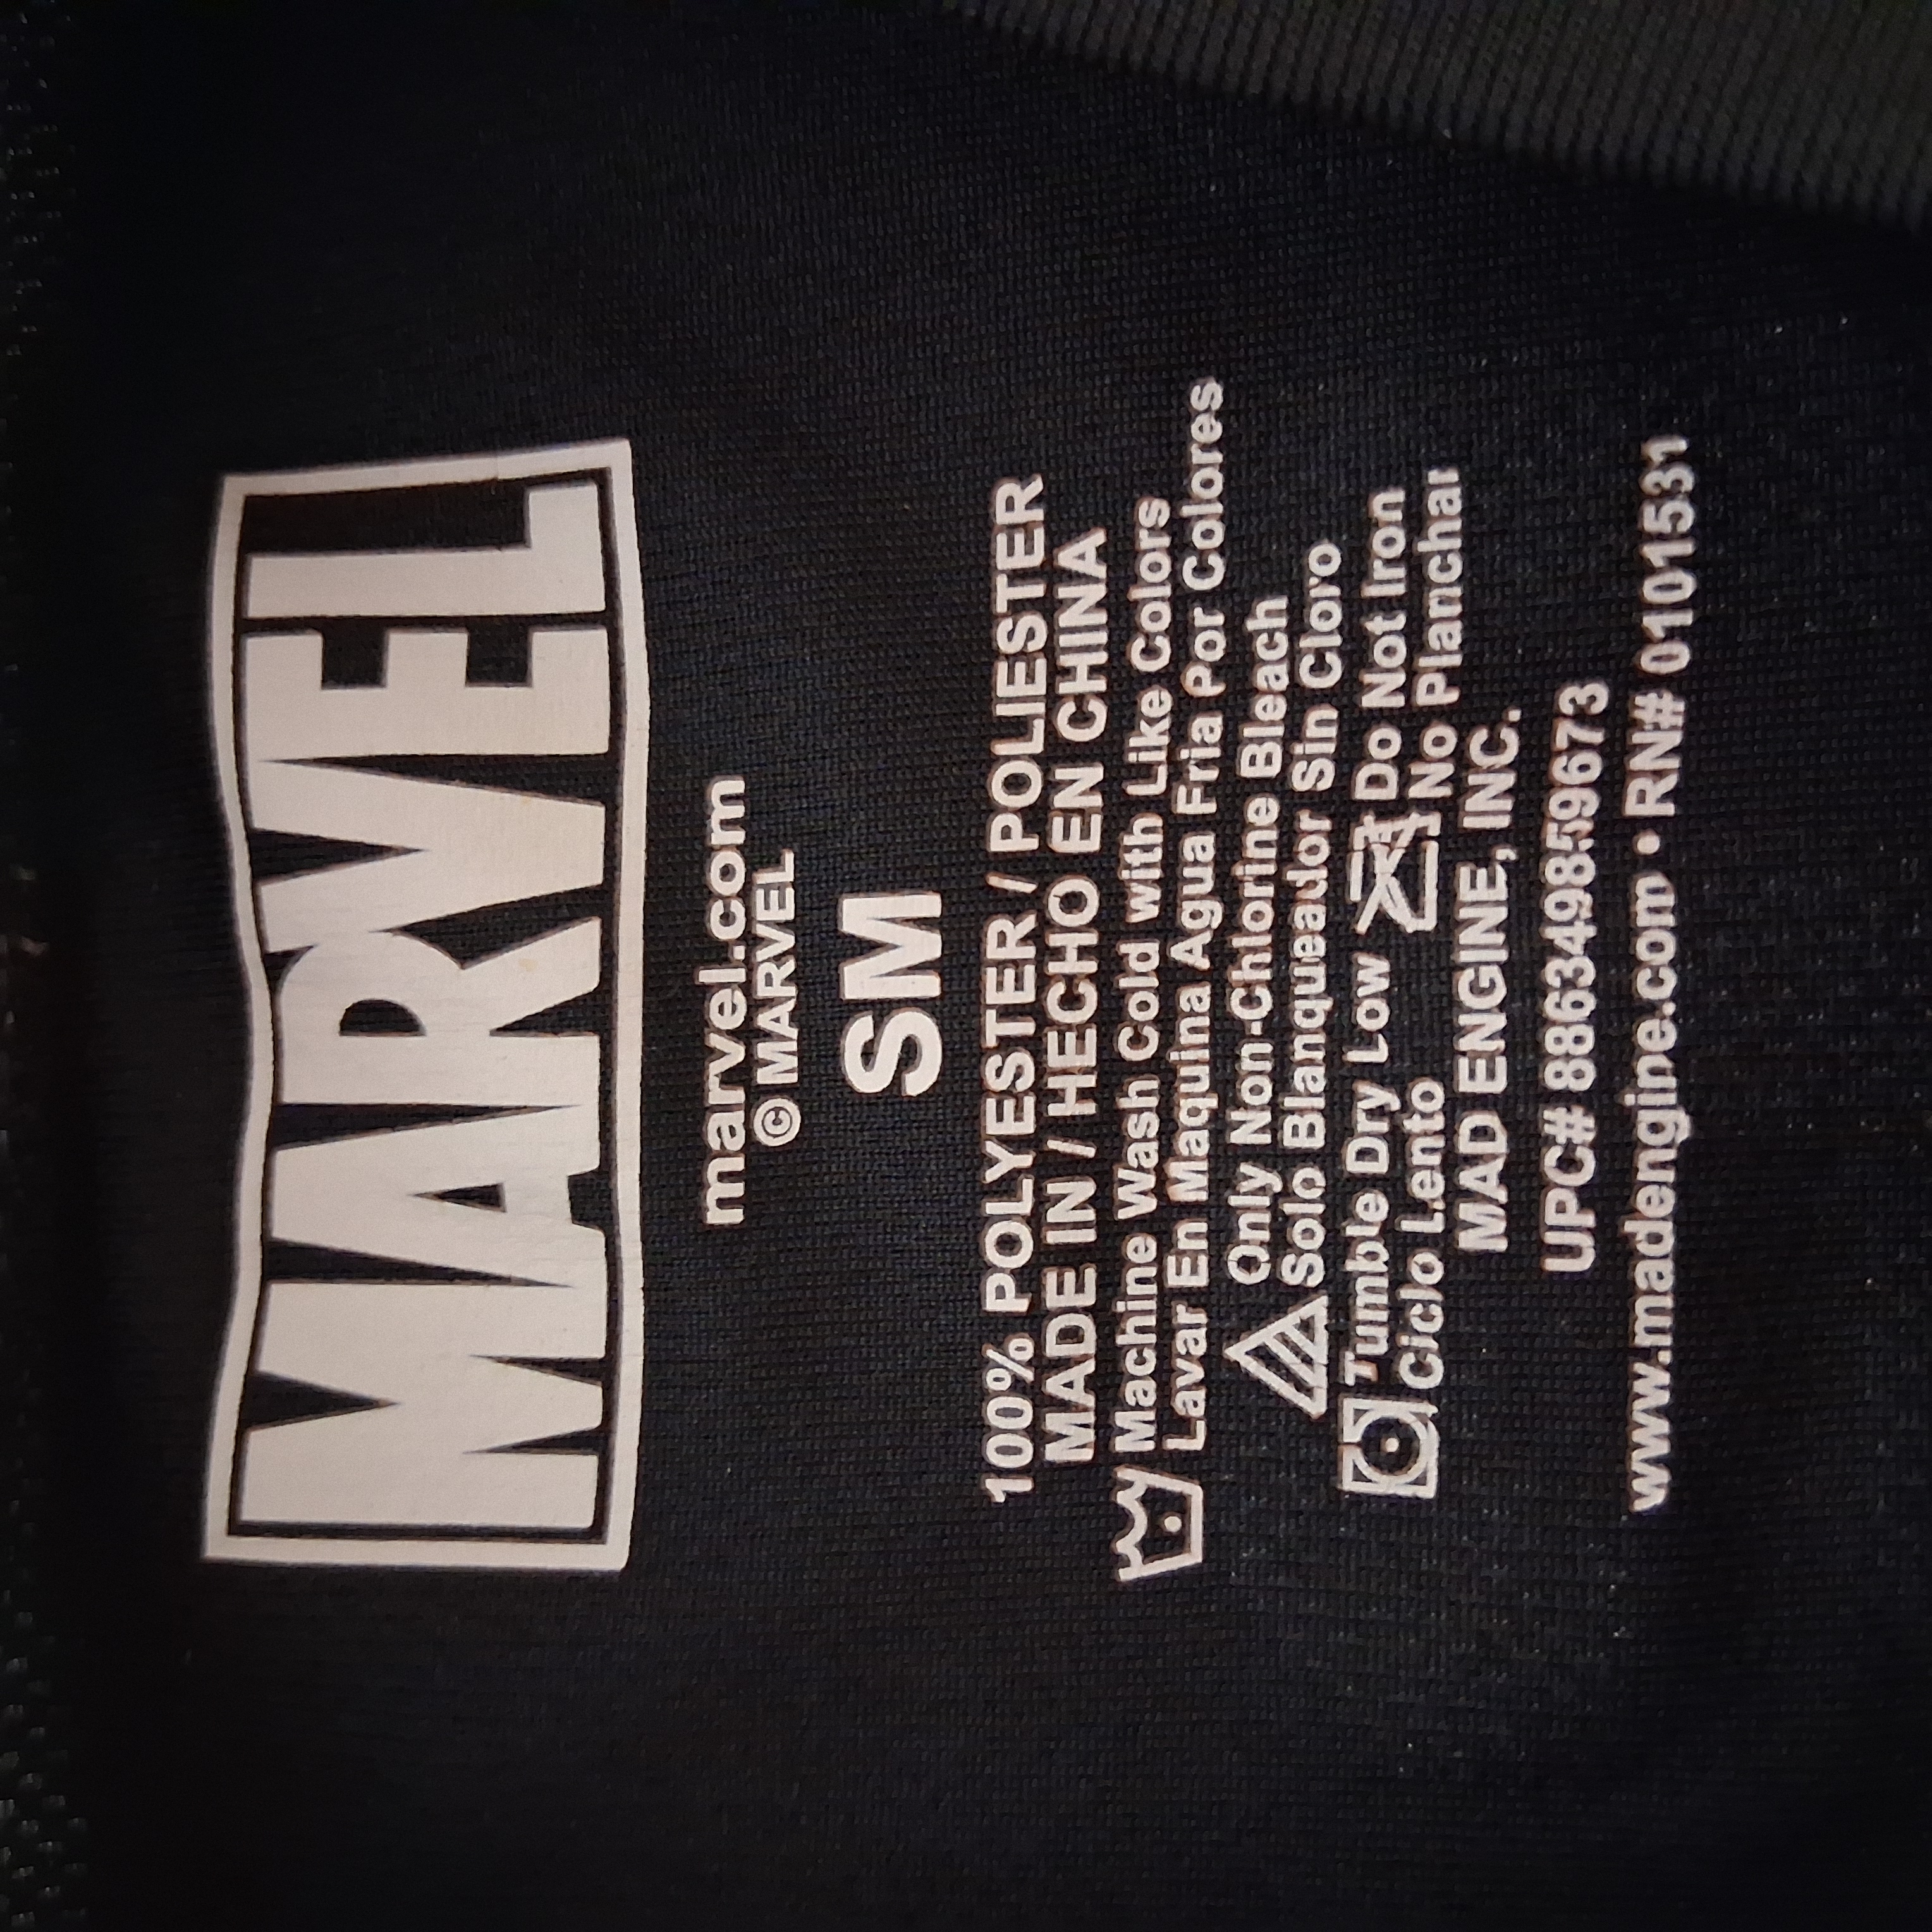 MARVEL
marvel.com
© MARVEL
SM
100% POLYESTER / POLIESTER
MADE IN / HECHO EN CHINA
Machine Wash Cold with Like Colors
Lavar En Maquina Agua Fria Por Colores
Only Non-Chlorine Bleach
Solo Blanqueador Sin Cloro
Tumble Dry Low Do Not Iron
Ciclo Lento No Planchar
MAD ENGINE, INC.
UPC# 886349859673
www.madengine.com • RN# 0101531